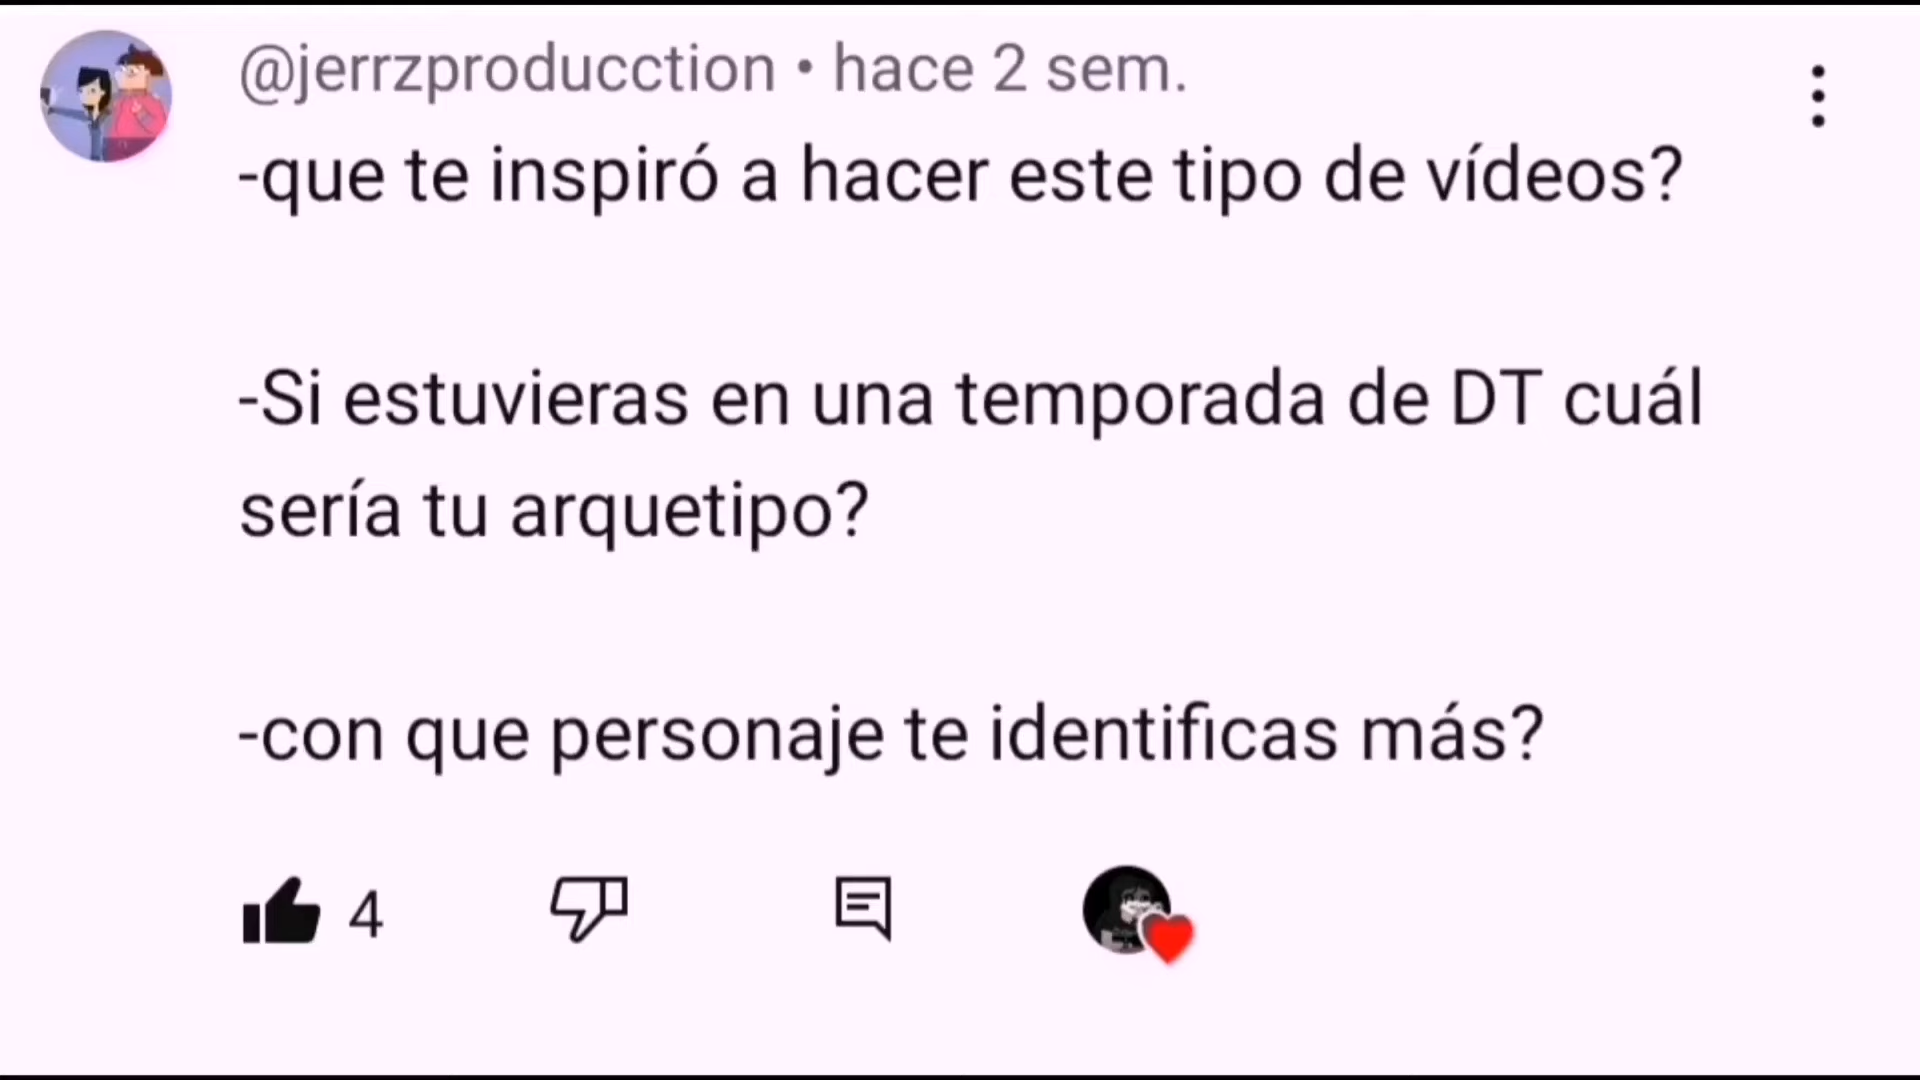 @jerrzproducction • hace 2 sem.
-que te inspiró a hacer este tipo de vídeos?
-Si estuvieras en una temporada de DT cuál
sería tu arquetipo?
-con que personaje te identificas más?
4